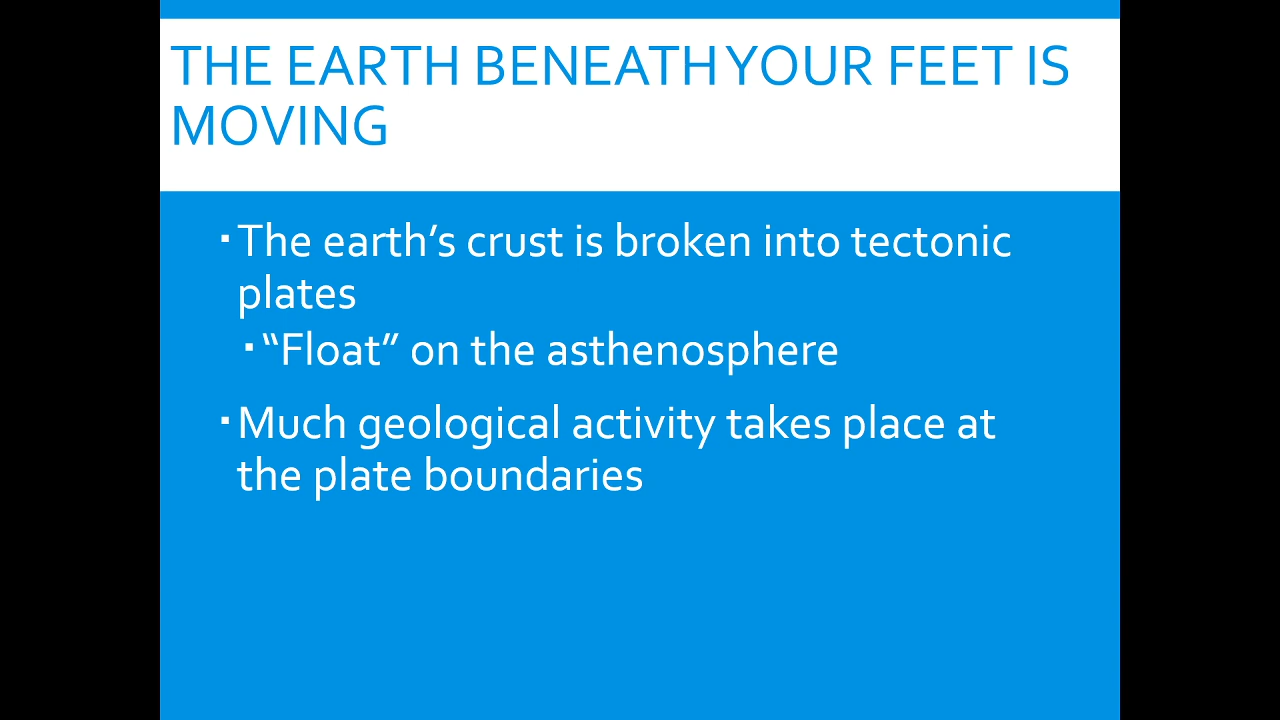 THE EARTH BENEATH YOUR FEET IS
MOVING
▪The earth’s crust is broken into tectonic
plates
▪“Float” on the asthenosphere
▪Much geological activity takes place at
the plate boundaries